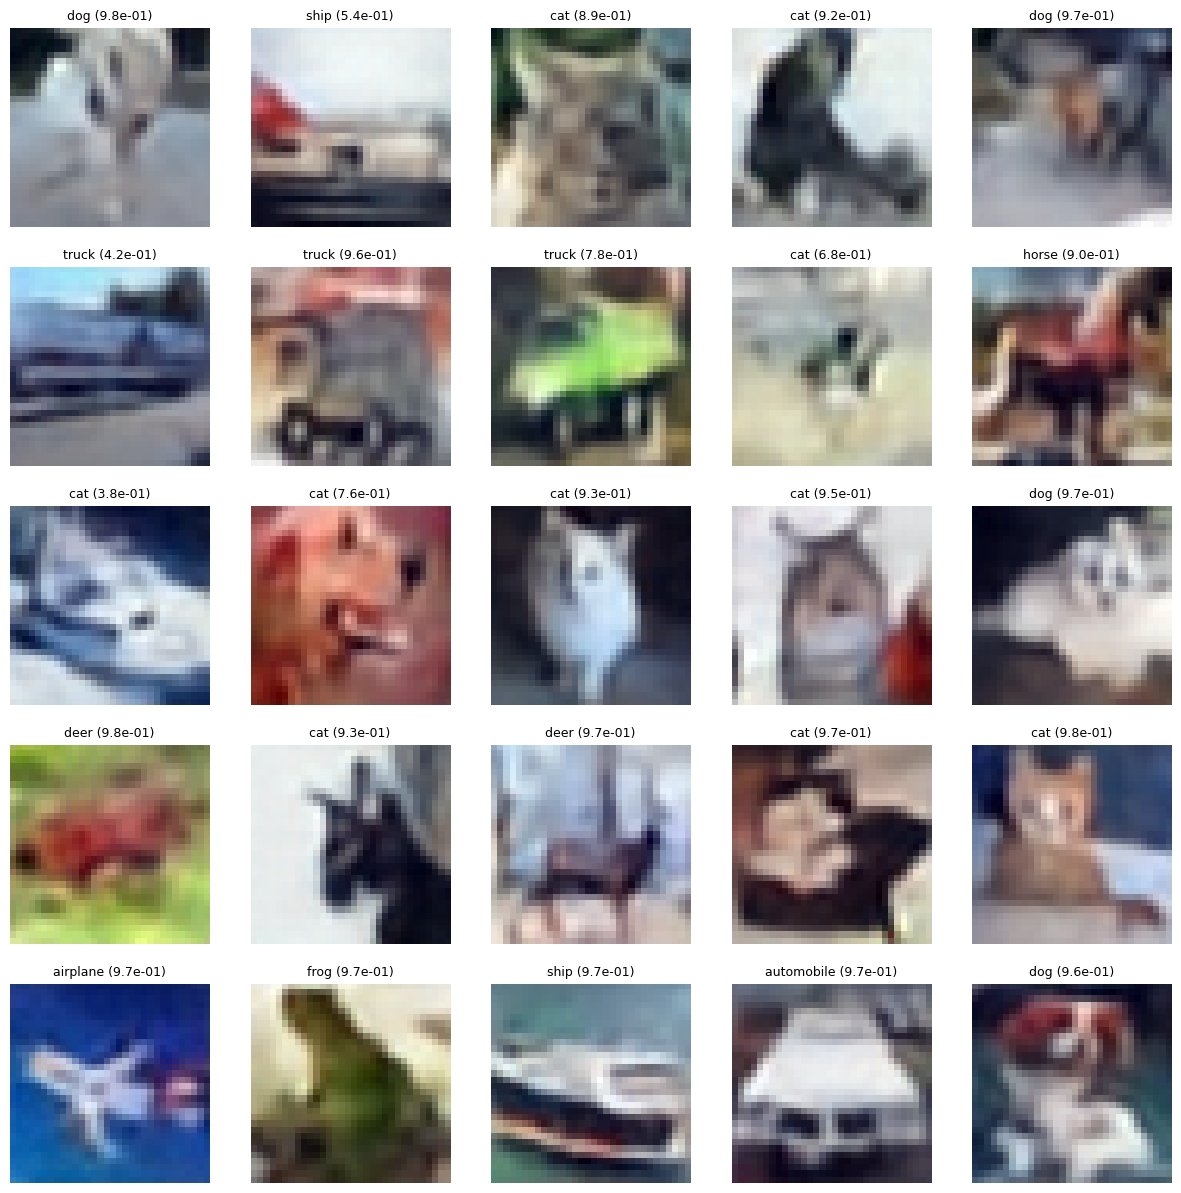 dog (9.8e-01) ship (5.4e-01) cat (8.9e-01) cat (9.2e-01) dog (9.7e-01)
truck (4.2e-01) truck (9.6e-01) truck (7.8e-01) cat (6.8e-01) horse (9.0e-01)
cat (3.8e-01) cat (7.6e-01) cat (9.3e-01) cat (9.5e-01) dog (9.7e-01)
deer (9.8e-01) cat (9.3e-01) deer (9.7e-01) cat (9.7e-01) cat (9.8e-01)
airplane (9.7e-01) frog (9.7e-01) ship (9.7e-01) automobile (9.7e-01) dog (9.6e-01)